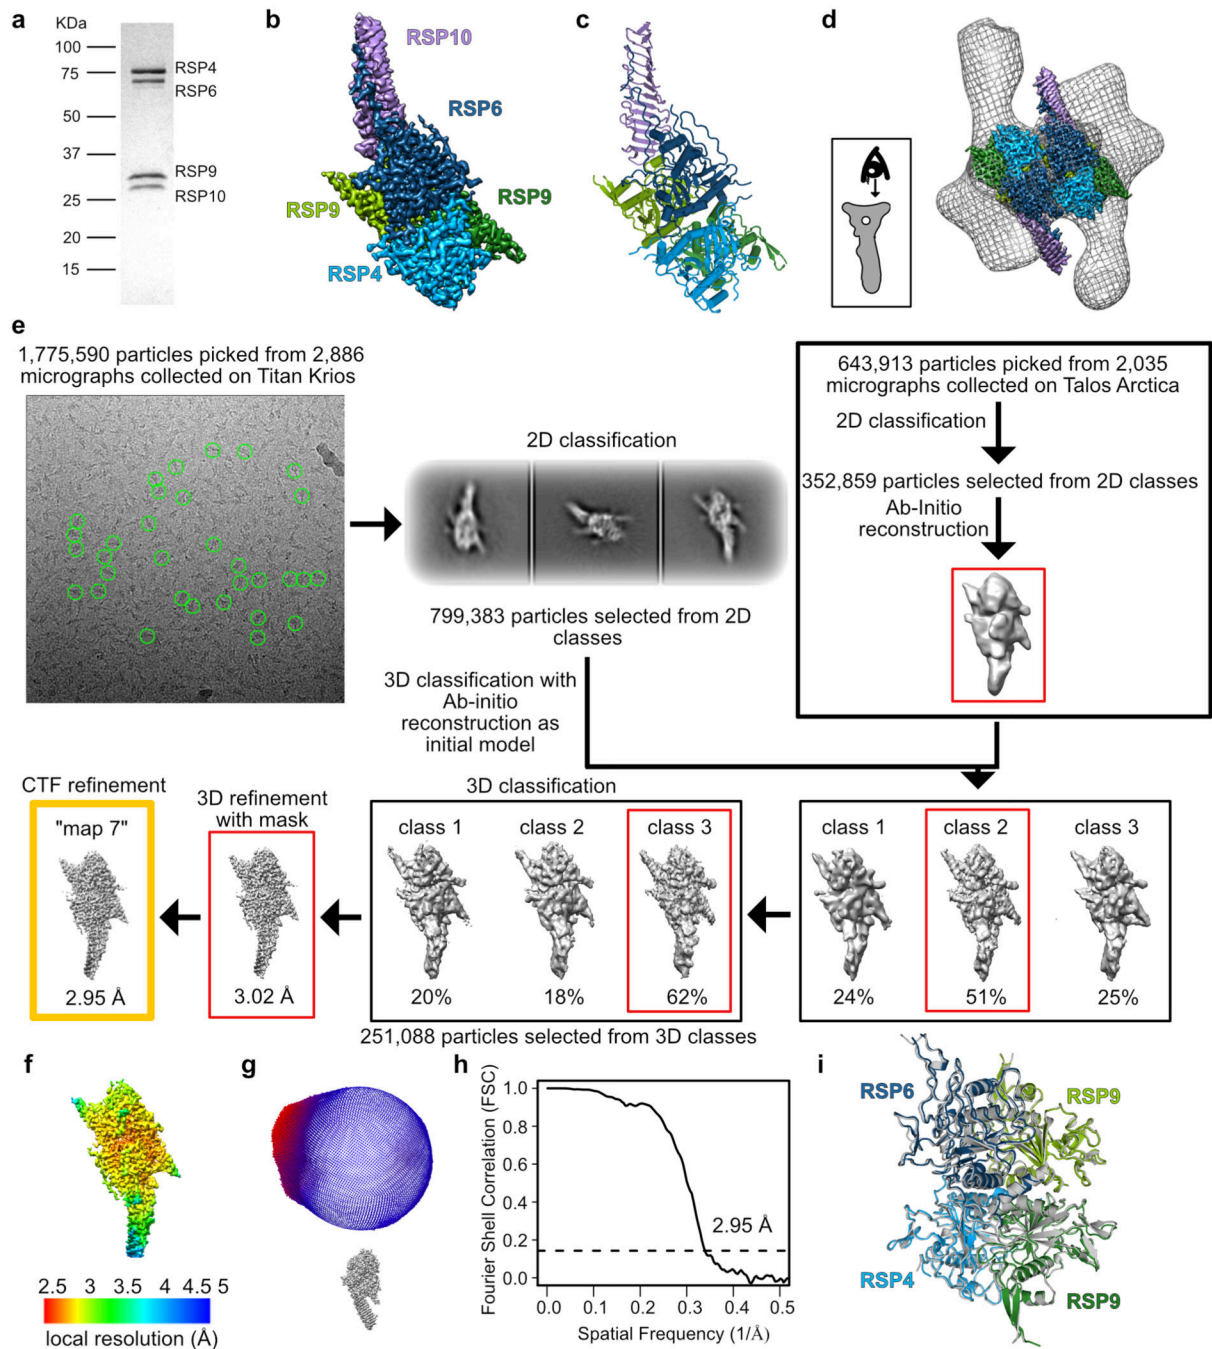 a
KDa
100
75
50
37
25
20
15
RSP4
RSP6
RSP9
RSP10
b
RSP10
RSP6
RSP9
RSP9
RSP4
c
d
e
1,775,590 particles picked from 2,886
micrographs collected on Titan Krios
2D classification
799,383 particles selected from 2D
classes
643,913 particles picked from 2,035
micrographs collected on Talos Arctica
2D classification
352,859 particles selected from 2D classes
Ab-Initio
reconstruction
3D classification with
Ab-initio
reconstruction as
initial model
CTF refinement
"map 7"
2.95 Å
3D refinement
with mask
3.02 Å
3D classification
class 1
class 2
class 3
20%
18%
62%
251,088 particles selected from 3D classes
class 1
class 2
class 3
24%
51%
25%
f
2.5 3 3.5 4 4.5 5
local resolution (Å)
g
h
Fourier Shell Correlation (FSC)
1.0
0.8
0.6
0.4
0.2
0.0
2.95 Å
0.0 0.1 0.2 0.3 0.4 0.5
Spatial Frequency (1/Å)
i
RSP6
RSP9
RSP4
RSP9